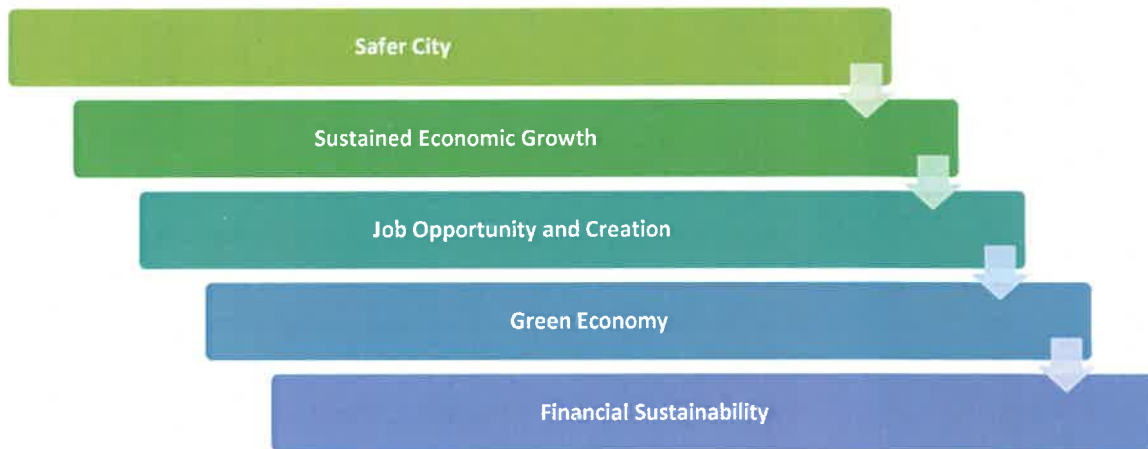 Safer City
Sustained Economic Growth
Job Opportunity and Creation
Green Economy
Financial Sustainability